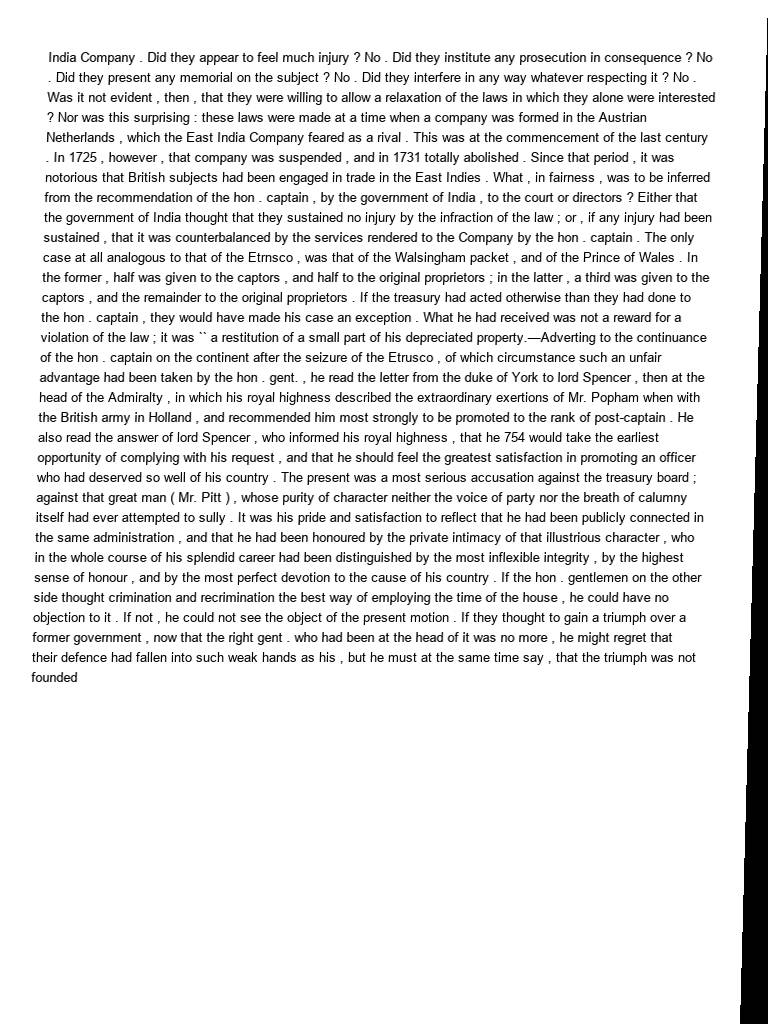 India Company . Did they appear to feel much injury ? No . Did they institute any prosecution in consequence ? No
. Did they present any memorial on the subject ? No . Did they interfere in any way whatever respecting it ? No .
Was it not evident , then , that they were willing to allow a relaxation of the laws in which they alone were interested
? Nor was this surprising : these laws were made at a time when a company was formed in the Austrian
Netherlands , which the East India Company feared as a rival . This was at the commencement of the last century
. In 1725 , however , that company was suspended , and in 1731 totally abolished . Since that period , it was
notorious that British subjects had been engaged in trade in the East Indies . What , in fairness , was to be inferred
from the recommendation of the hon . captain , by the government of India , to the court or directors ? Either that
the government of India thought that they sustained no injury by the infraction of the law ; or , if any injury had been
sustained , that it was counterbalanced by the services rendered to the Company by the hon . captain . The only
case at all analogous to that of the Etrnsco , was that of the Walsingham packet , and of the Prince of Wales . In
the former , half was given to the captors , and half to the original proprietors ; in the latter , a third was given to the
captors , and the remainder to the original proprietors . If the treasury had acted otherwise than they had done to
the hon . captain , they would have made his case an exception . What he had received was not a reward for a
violation of the law ; it was `` a restitution of a small part of his depreciated property.—Adverting to the continuance
of the hon . captain on the continent after the seizure of the Etrusco , of which circumstance such an unfair
advantage had been taken by the hon . gent. , he read the letter from the duke of York to lord Spencer , then at the
head of the Admiralty , in which his royal highness described the extraordinary exertions of Mr. Popham when with
the British army in Holland , and recommended him most strongly to be promoted to the rank of post-captain . He
also read the answer of lord Spencer , who informed his royal highness , that he 754 would take the earliest
opportunity of complying with his request , and that he should feel the greatest satisfaction in promoting an officer
who had deserved so well of his country . The present was a most serious accusation against the treasury board ;
against that great man ( Mr. Pitt ) , whose purity of character neither the voice of party nor the breath of calumny
itself had ever attempted to sully . It was his pride and satisfaction to reflect that he had been publicly connected in
the same administration , and that he had been honoured by the private intimacy of that illustrious character , who
in the whole course of his splendid career had been distinguished by the most inflexible integrity , by the highest
sense of honour , and by the most perfect devotion to the cause of his country . If the hon . gentlemen on the other
side thought crimination and recrimination the best way of employing the time of the house , he could have no
objection to it . If not , he could not see the object of the present motion . If they thought to gain a triumph over a
former government , now that the right gent . who had been at the head of it was no more , he might regret that
their defence had fallen into such weak hands as his , but he must at the same time say , that the triumph was not
founded